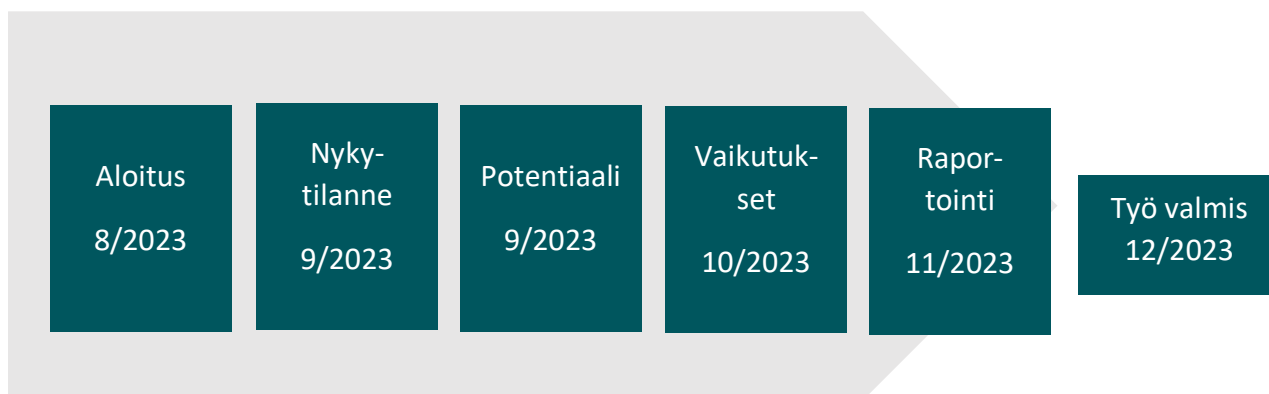 Aloitus
8/2023
Nyky-
tilanne
9/2023
Potentiaali
9/2023
Vaikutuk-
set
10/2023
Rapor-
tointi
11/2023
Työ valmis
12/2023